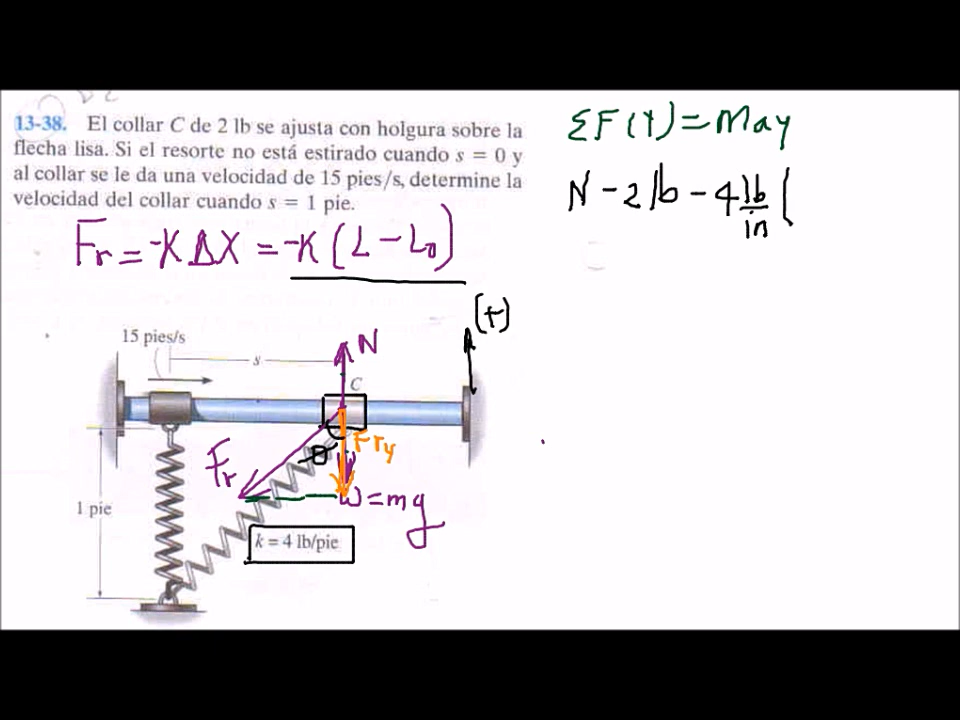 13-38. El collar C de 2 lb se ajusta con holgura sobre la
flecha lisa. Si el resorte no está estirado cuando s = 0 y
al collar se le da una velocidad de 15 pies/s, determine la
velocidad del collar cuando s = 1 pie.
Fr = -K ΔX = -K (L - L0)
ΣF(Y) = May
N - 2 lb - 4 lb/in (
(+)
15 pies/s
s
N
C
Fr
θ
Fry
1 pie
W = mg
k = 4 lb/pie